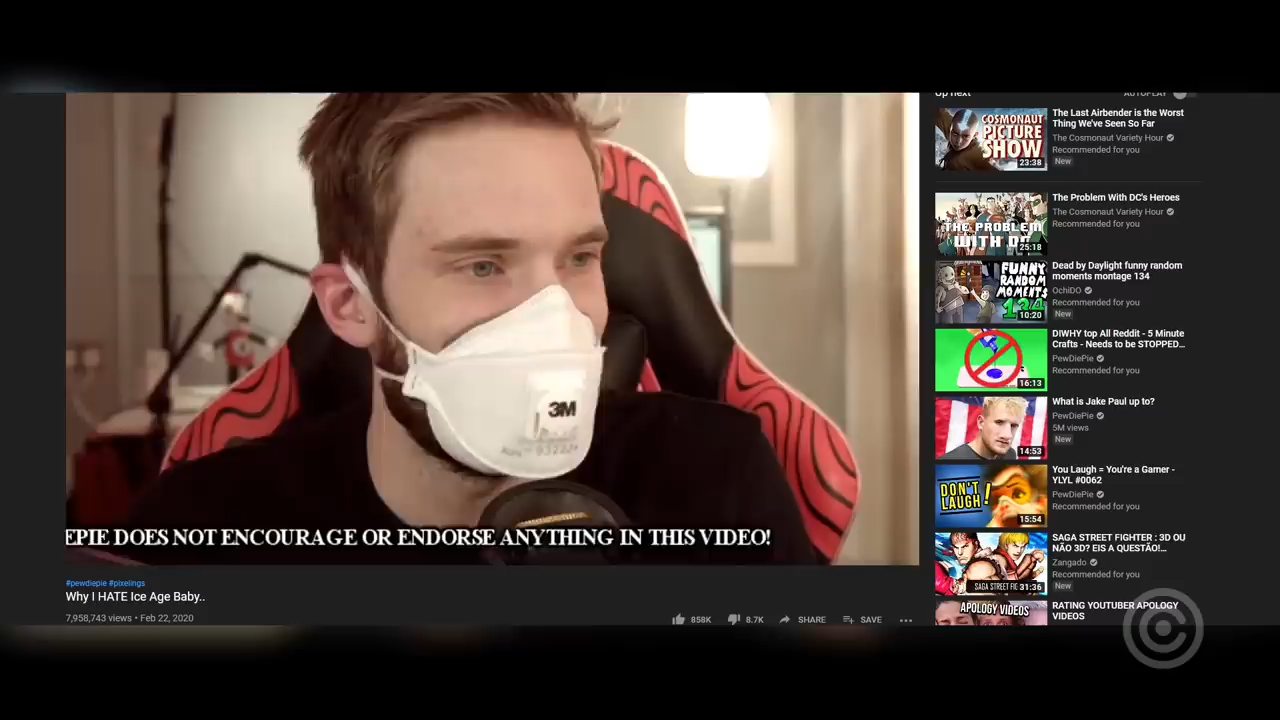 3M
EPIE DOES NOT ENCOURAGE OR ENDORSE ANYTHING IN THIS VIDEO!
#pewdiepie #pixelings
Why I HATE Ice Age Baby..
7,958,743 views • Feb 22, 2020
858K
8.7K
SHARE
SAVE
Up next
AUTOPLAY
COSMONAUT
PICTURE
SHOW
23:38
The Last Airbender is the Worst
Thing We've Seen So Far
The Cosmonaut Variety Hour
Recommended for you
New
THE PROBLEM
WITH
25:18
The Problem With DC's Heroes
The Cosmonaut Variety Hour
Recommended for you
FUNNY
RANDOM
MOMENTS
134
10:20
Dead by Daylight funny random
moments montage 134
OchiDO
Recommended for you
New
16:13
DIWHY top All Reddit - 5 Minute
Crafts - Needs to be STOPPED...
PewDiePie
Recommended for you
14:53
What is Jake Paul up to?
PewDiePie
5M views
New
DON'T
LAUGH!
15:54
You Laugh = You're a Gamer -
YLYL #0062
PewDiePie
Recommended for you
SAGA STREET FIG
31:36
SAGA STREET FIGHTER : 3D OU
NÃO 3D? EIS A QUESTÃO!...
Zangado
Recommended for you
New
APOLOGY VIDEOS
RATING YOUTUBER APOLOGY
VIDEOS